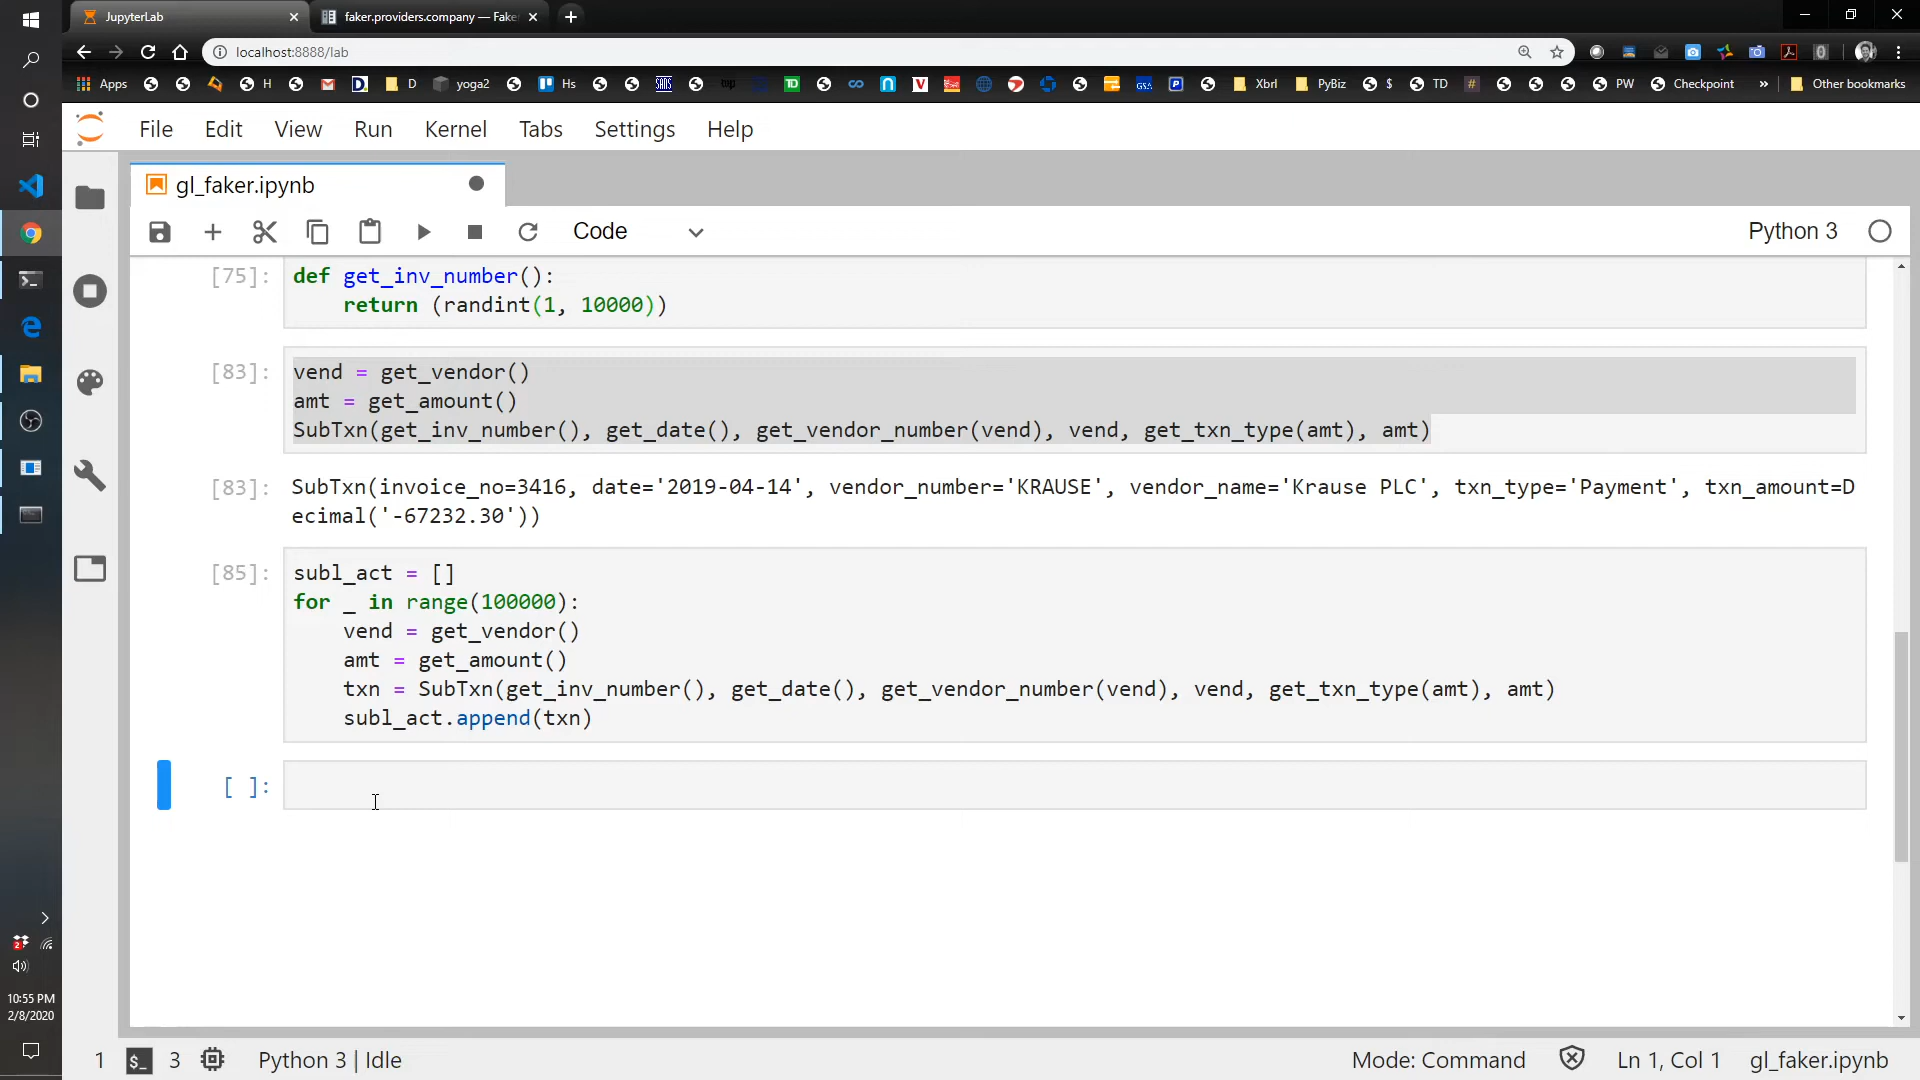 JupyterLab
faker.providers.company — Fake
localhost:8888/lab
Apps
H
D
yoga2
Hs
TD
Xbrl
PyBiz
$
TD
PW
Checkpoint
»
Other bookmarks
File Edit View Run Kernel Tabs Settings Help
gl_faker.ipynb
Code
Python 3
[75]: def get_inv_number():
return (randint(1, 10000))
[83]: vend = get_vendor()
amt = get_amount()
SubTxn(get_inv_number(), get_date(), get_vendor_number(vend), vend, get_txn_type(amt), amt)
[83]: SubTxn(invoice_no=3416, date='2019-04-14', vendor_number='KRAUSE', vendor_name='Krause PLC', txn_type='Payment', txn_amount=D
ecimal('-67232.30'))
[85]: subl_act = []
for _ in range(100000):
vend = get_vendor()
amt = get_amount()
txn = SubTxn(get_inv_number(), get_date(), get_vendor_number(vend), vend, get_txn_type(amt), amt)
subl_act.append(txn)
[ ]:
10:55 PM
2/8/2020
1 $_ 3 Python 3 | Idle
Mode: Command Ln 1, Col 1 gl_faker.ipynb